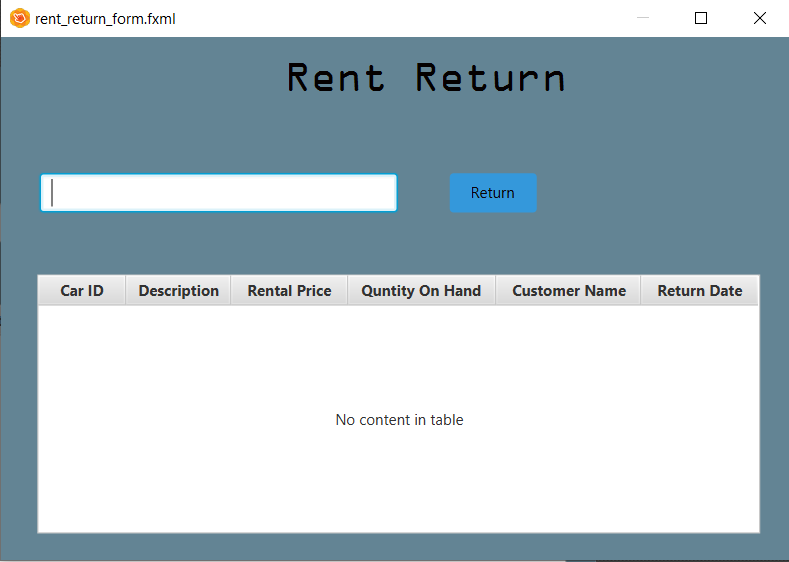 rent_return_form.fxml
Rent Return
Return
Car ID Description Rental Price Quntity On Hand Customer Name Return Date
No content in table